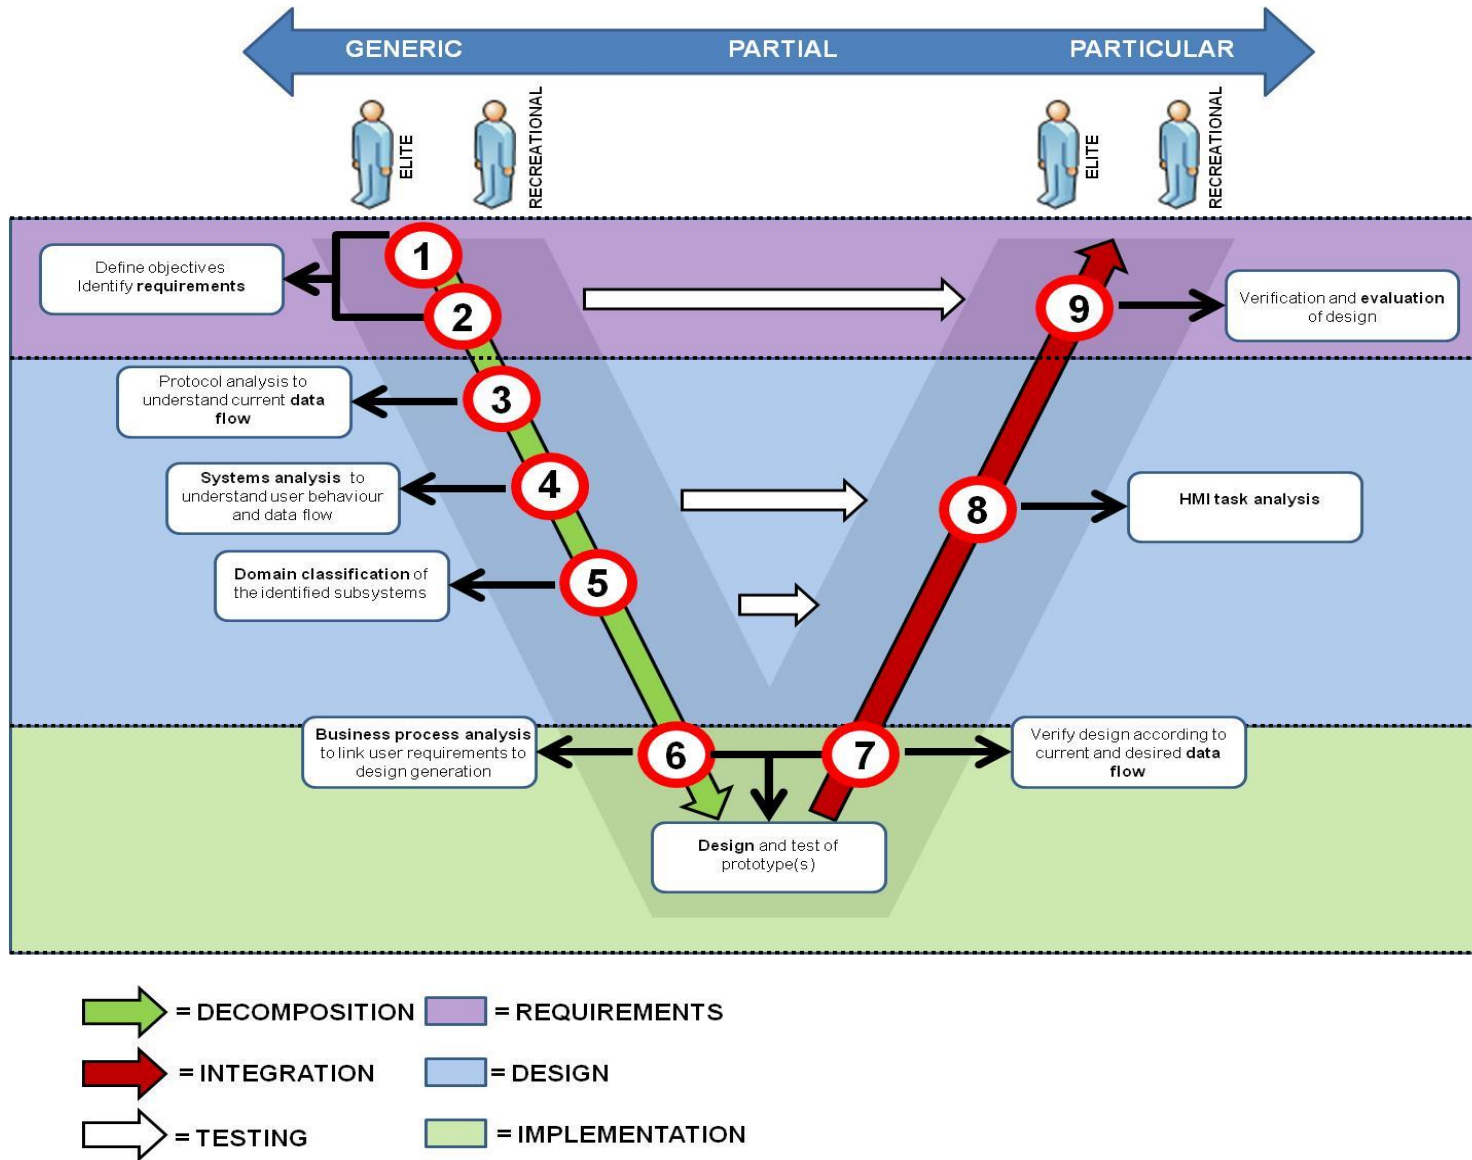 GENERIC PARTIAL PARTICULAR
ELITE
RECREATIONAL
ELITE
RECREATIONAL
1
Define objectives
Identify requirements
2
9
Verification and evaluation
of design
3
Protocol analysis to
understand current data
flow
4
Systems analysis to
understand user behaviour
and data flow
8
HMI task analysis
5
Domain classification of
the identified subsystems
6
Business process analysis
to link user requirements to
design generation
7
Verify design according to
current and desired data
flow
Design and test of
prototype(s)
= DECOMPOSITION
= REQUIREMENTS
= INTEGRATION
= DESIGN
= TESTING
= IMPLEMENTATION